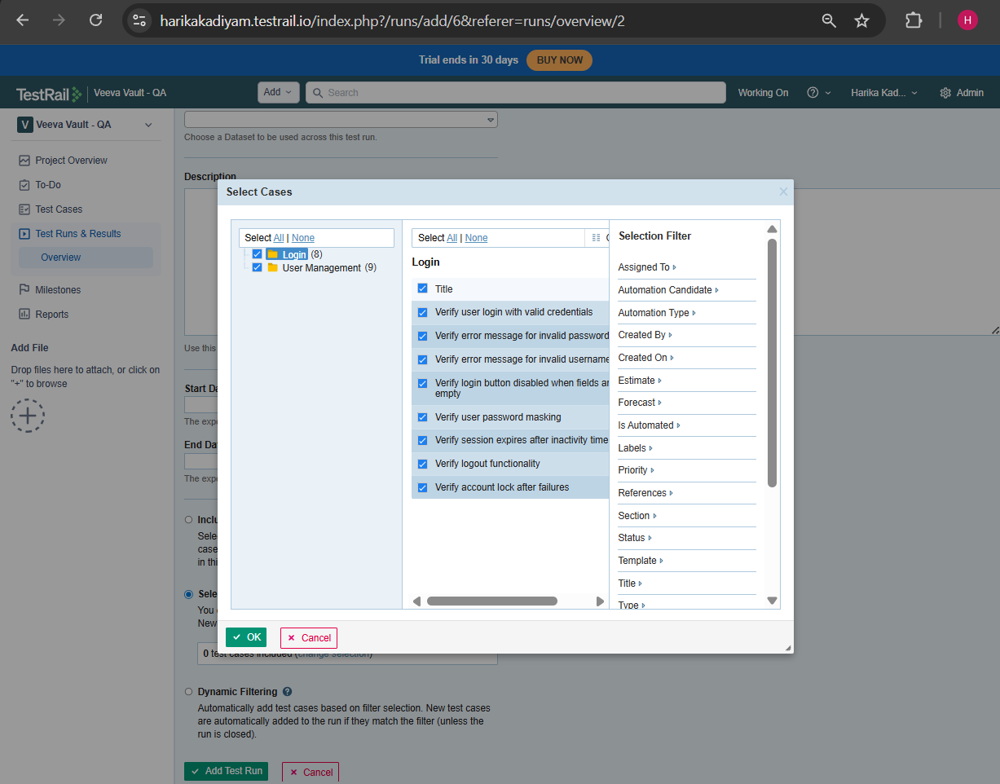 harikakadiyam.testrail.io/index.php?/runs/add/6&referer=runs/overview/2
H
Trial ends in 30 days
BUY NOW
TestRail
Veeva Vault - QA
Add
Search
Working On
Harika Kad...
Admin
V Veeva Vault - QA
Project Overview
To-Do
Test Cases
Test Runs & Results
Overview
Milestones
Reports
Add File
Drop files here to attach, or click on
"+" to browse
Choose a Dataset to be used across this test run.
Description
Use this
Start Da
The expe
End Dat
The expe
Inclu
Selec
case
in thi
Sele
You c
New
0 test cases included (change selection)
Dynamic Filtering
Automatically add test cases based on filter selection. New test cases
are automatically added to the run if they match the filter (unless the
run is closed).
Add Test Run
Cancel
Select Cases
Select All | None
Login (8)
User Management (9)
Select All | None
Login
Title
Verify user login with valid credentials
Verify error message for invalid password
Verify error message for invalid username
Verify login button disabled when fields ar
empty
Verify user password masking
Verify session expires after inactivity time
Verify logout functionality
Verify account lock after failures
Selection Filter
Assigned To
Automation Candidate
Automation Type
Created By
Created On
Estimate
Forecast
Is Automated
Labels
Priority
References
Section
Status
Template
Title
Type
OK
Cancel